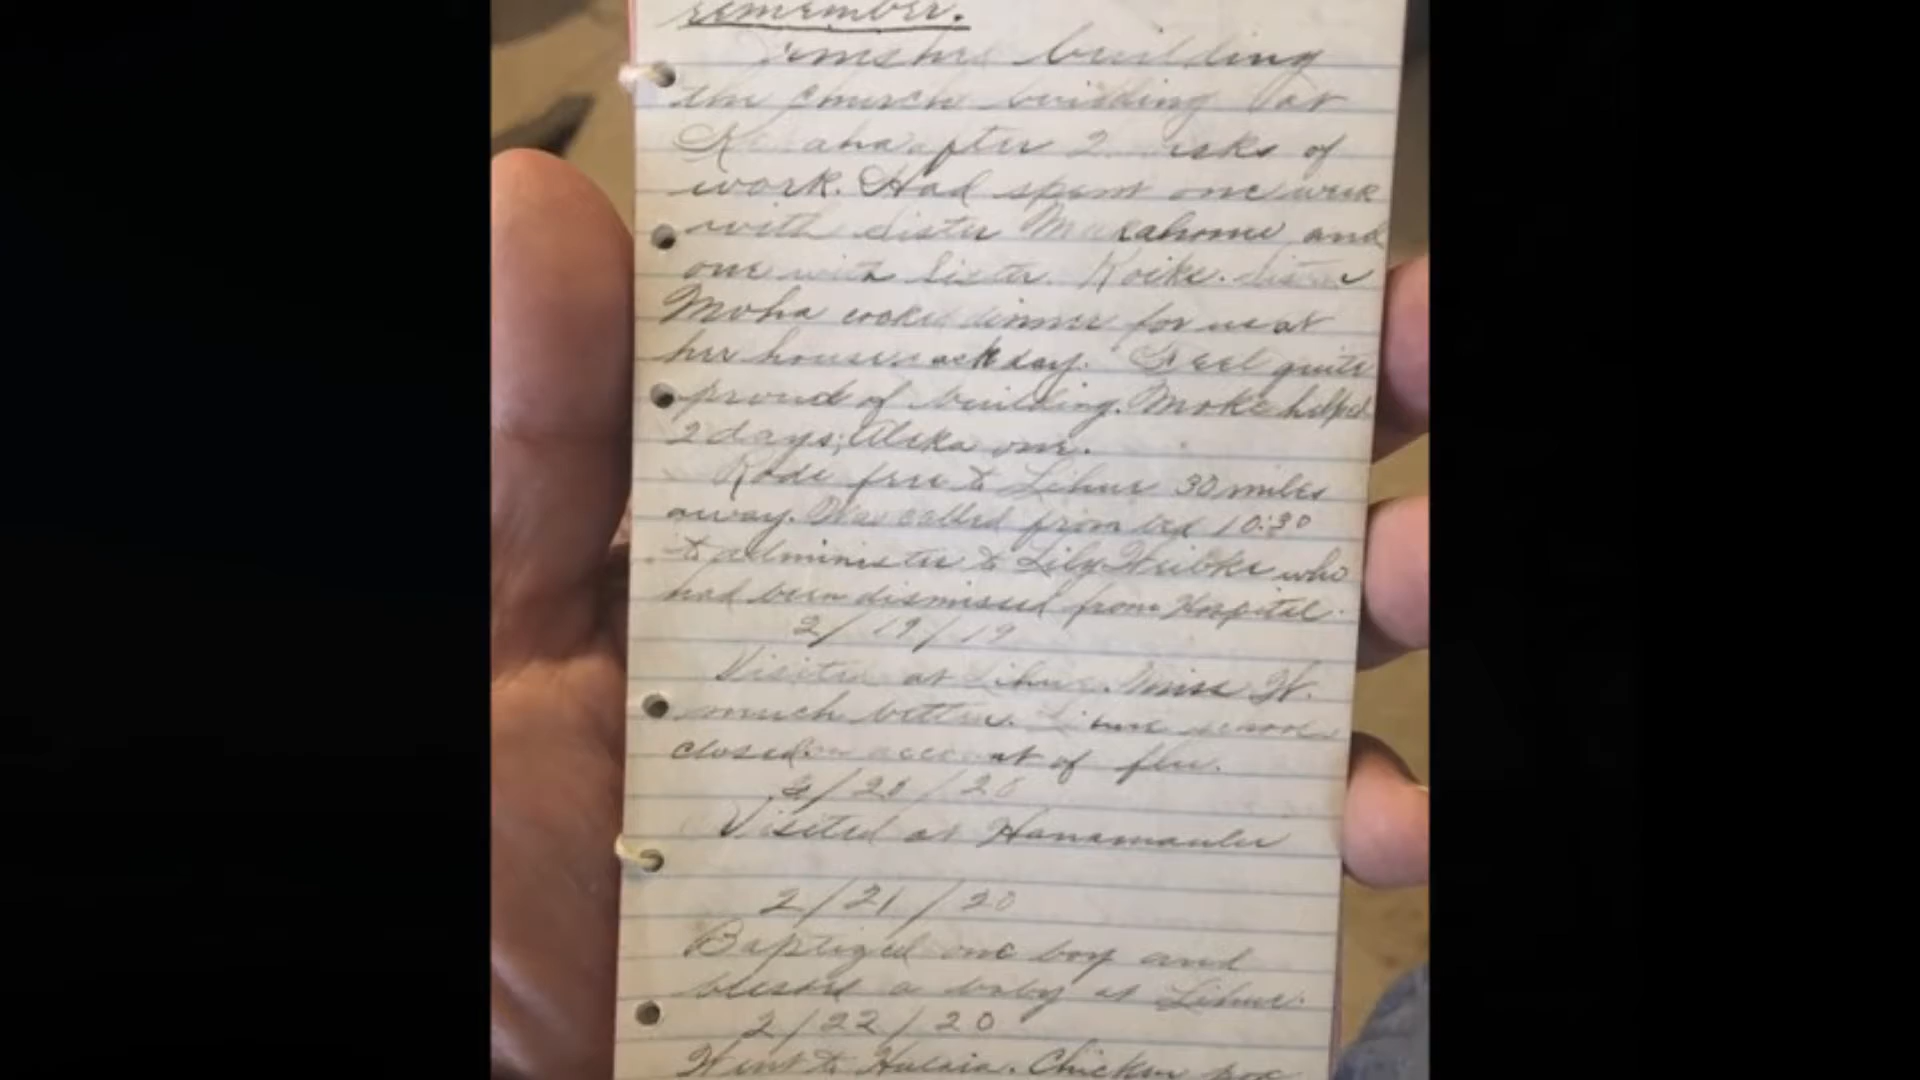 remember.
building
the church building at
after 2 of
work. Had spent one week
with Sister and
one with Sister. Koike. Sister
Moha cooked dinner for us at
her house each day. Feel quite
proud of building. Moke helped
2 days; Alika one.
Rode free to Lihue 30 miles
away. Was called from bed 10:30
to administer to Lily who
had been dismissed from Hospital.
2/19/19
Visited at Lihue. Miss W.
much better. Lihue school
closed on account of flu.
2/20/20
Visited at Hanamaulu
2/21/20
Baptized one boy and
blessed a baby at Lihue.
2/22/20
Went to Huleia. Chicken pox